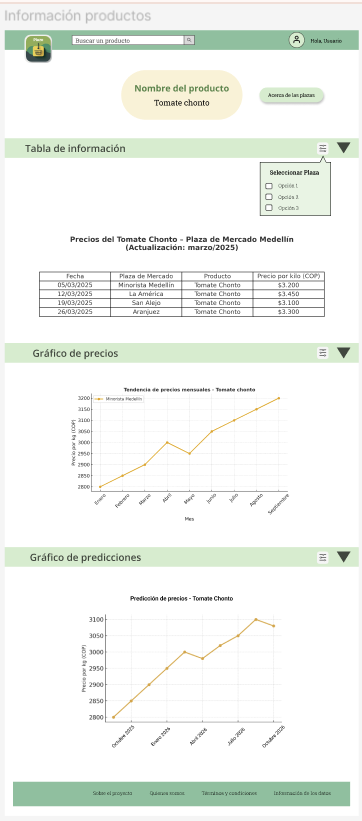 Información productos
Plaze
Buscar un producto
Hola, Usuario
Nombre del producto
Tomate chonto
Acerca de las plazas
Tabla de información
Seleccionar Plaza
Opción 1
Opción 2
Opción 3
Precios del Tomate Chonto – Plaza de Mercado Medellín
(Actualización: marzo/2025)
Fecha Plaza de Mercado Producto Precio por kilo (COP)
05/03/2025 Minorista Medellín Tomate Chonto $3.200
12/03/2025 La América Tomate Chonto $3.450
19/03/2025 San Alejo Tomate Chonto $3.100
26/03/2025 Aranjuez Tomate Chonto $3.300
Gráfico de precios
Tendencia de precios mensuales - Tomate chonto
Minorista Medellín
Precio por kg (COP)
3200
3150
3100
3050
3000
2950
2900
2850
2800
Enero
Febrero
Marzo
Abril
Mayo
Junio
Julio
Agosto
Septiembre
Mes
Gráfico de predicciones
Predicción de precios - Tomate Chonto
Precio por kg (COP)
3100
3050
3000
2950
2900
2850
2800
Octubre 2025
Enero 2026
Abril 2026
Julio 2026
Octubre 2026
Sobre el proyecto Quienes somos Terminos y condiciones Información de los datos